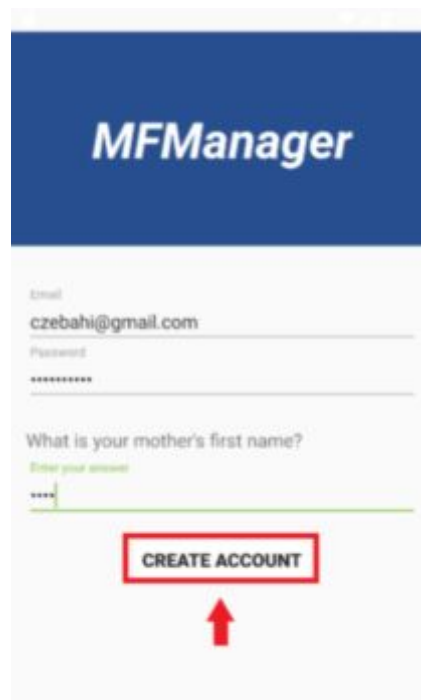 MFManager
Email
czebahi@gmail.com
Password
••••••••••
What is your mother's first name?
Enter your answer
••••
CREATE ACCOUNT